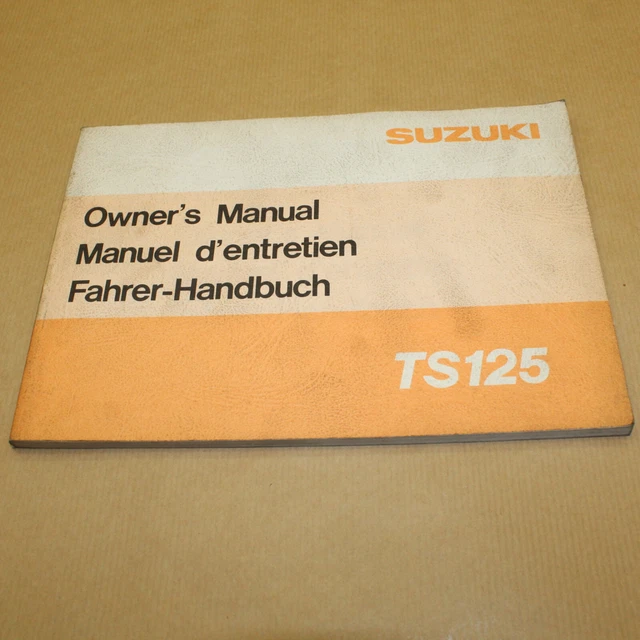 SUZUKI
Owner's Manual
Manuel d'entretien
Fahrer-Handbuch
TS125